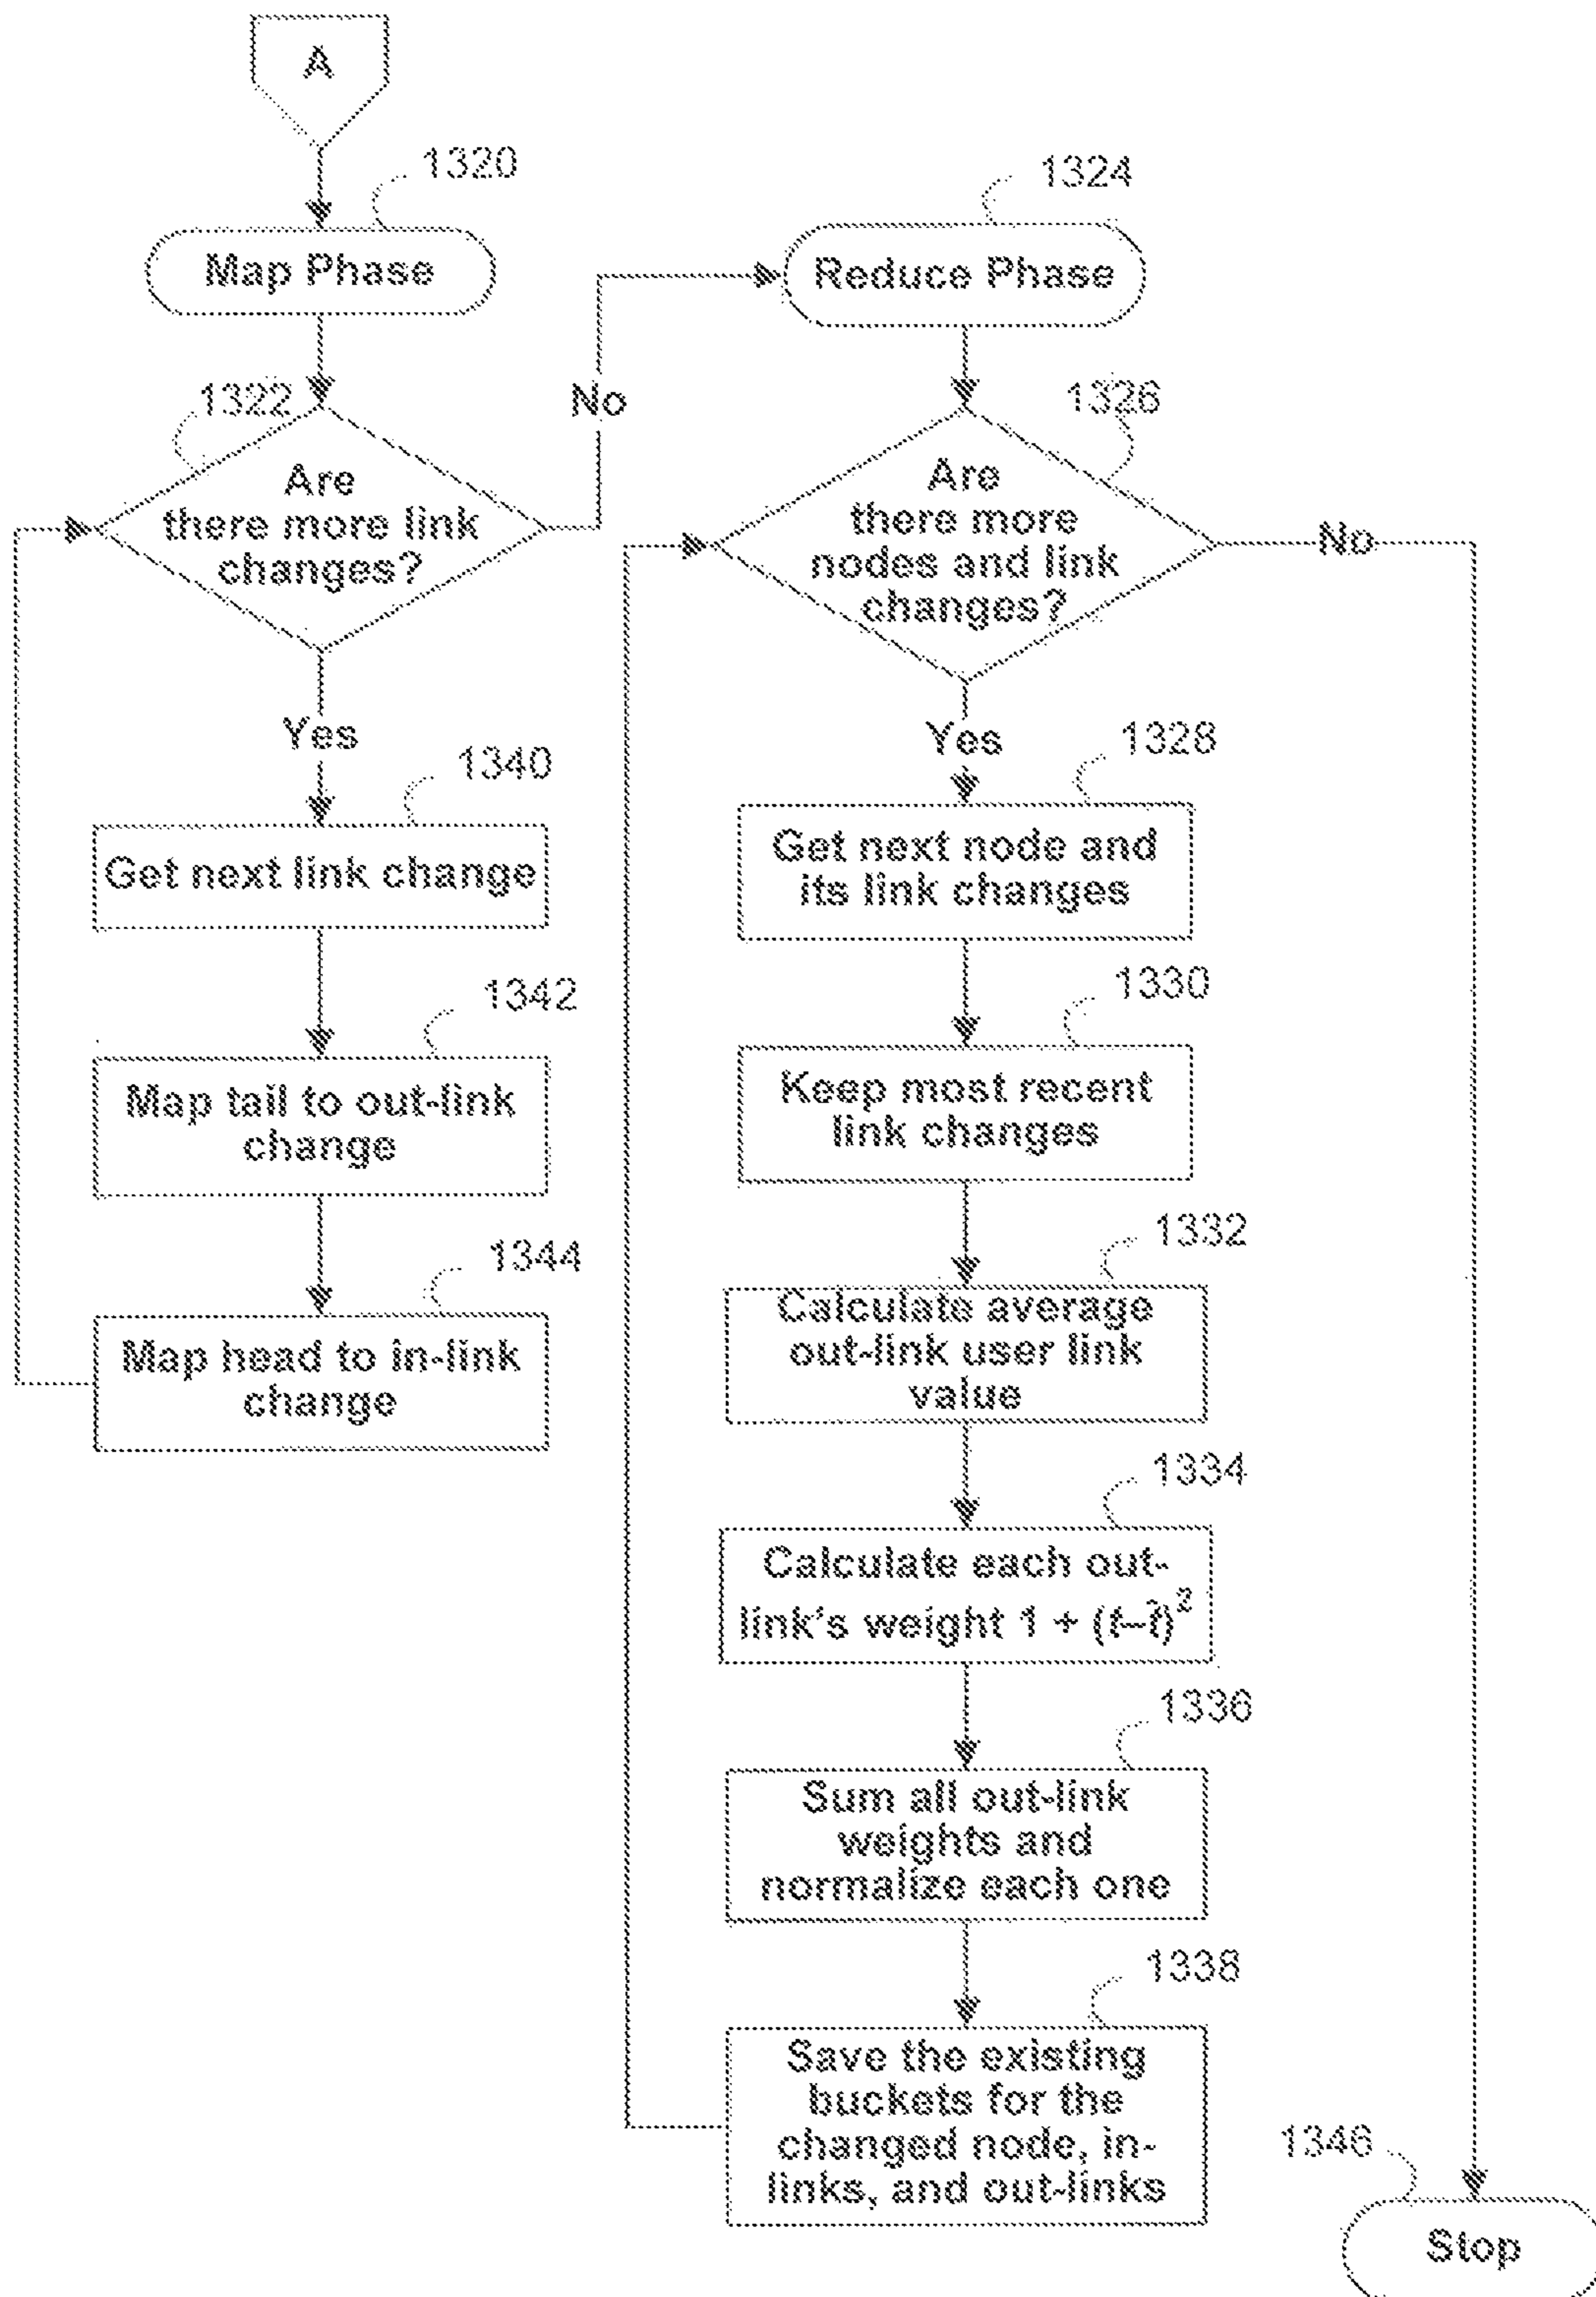 A
1320
Map Phase
1322
Are
there more link
changes?
No
Yes
1340
Get next link change
1342
Map tail to out-link
change
1344
Map head to in-link
change
1324
Reduce Phase
1326
Are
there more
nodes and link
changes?
No
Yes
1328
Get next node and
its link changes
1330
Keep most recent
link changes
1332
Calculate average
out-link user link
value
1334
Calculate each out-
link's weight 1 + (t–t̄)²
1336
Sum all out-link
weights and
normalize each one
1338
Save the existing
buckets for the
changed node, in-
links, and out-links
1346
Stop